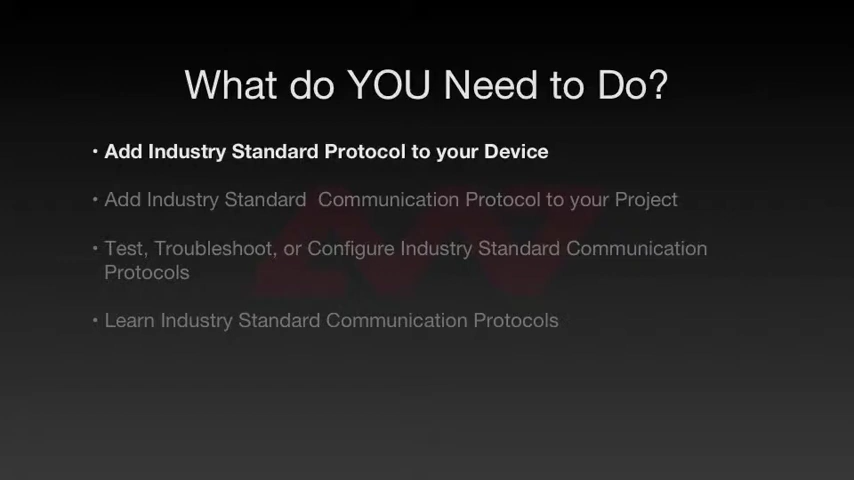 What do YOU Need to Do?
• Add Industry Standard Protocol to your Device
• Add Industry Standard  Communication Protocol to your Project
• Test, Troubleshoot, or Configure Industry Standard Communication
Protocols
• Learn Industry Standard Communication Protocols